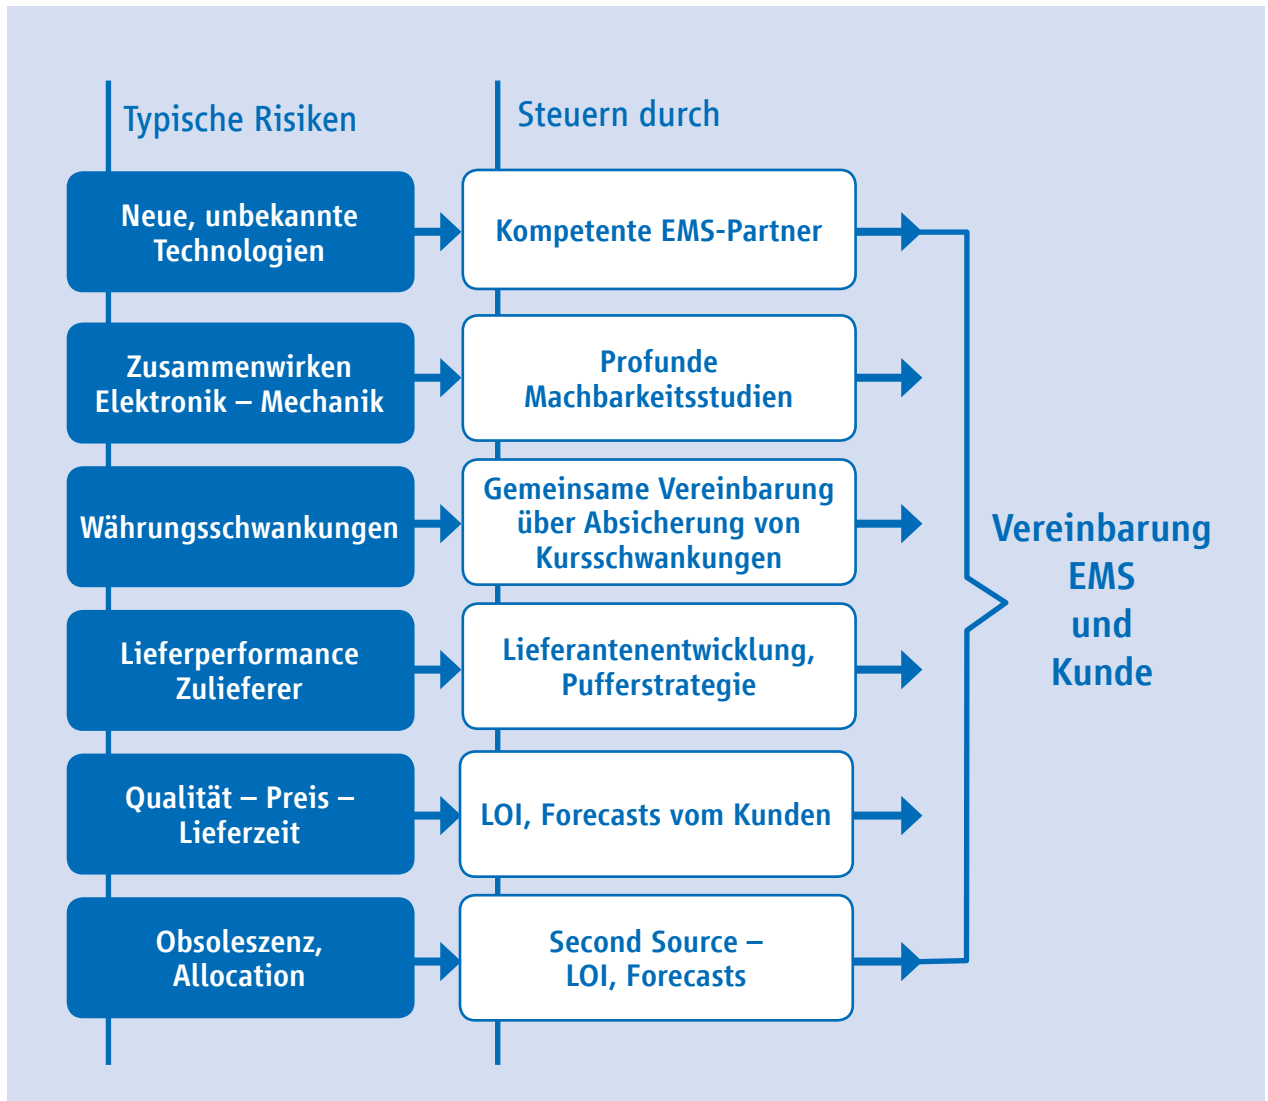 Typische Risiken
Steuern durch
Neue, unbekannte
Technologien
Kompetente EMS-Partner
Zusammenwirken
Elektronik – Mechanik
Profunde
Machbarkeitsstudien
Währungsschwankungen
Gemeinsame Vereinbarung
über Absicherung von
Kursschwankungen
Lieferperformance
Zulieferer
Lieferantenentwicklung,
Pufferstrategie
Qualität – Preis –
Lieferzeit
LOI, Forecasts vom Kunden
Obsoleszenz,
Allocation
Second Source –
LOI, Forecasts
Vereinbarung
EMS
und
Kunde